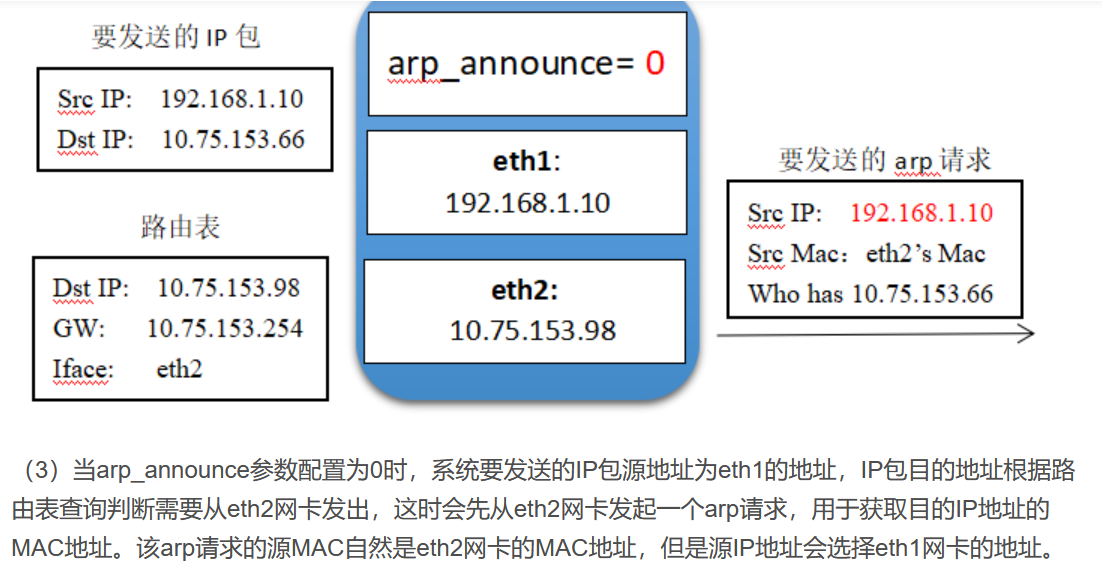 要发送的 IP 包
Src IP: 192.168.1.10
Dst IP: 10.75.153.66
路由表
Dst IP: 10.75.153.98
GW: 10.75.153.254
Iface: eth2
arp_announce= 0
eth1:
192.168.1.10
eth2:
10.75.153.98
要发送的 arp 请求
Src IP: 192.168.1.10
Src Mac：eth2’s Mac
Who has 10.75.153.66
（3）当arp_announce参数配置为0时，系统要发送的IP包源地址为eth1的地址，IP包目的地址根据路
由表查询判断需要从eth2网卡发出，这时会先从eth2网卡发起一个arp请求，用于获取目的IP地址的
MAC地址。该arp请求的源MAC自然是eth2网卡的MAC地址，但是源IP地址会选择eth1网卡的地址。